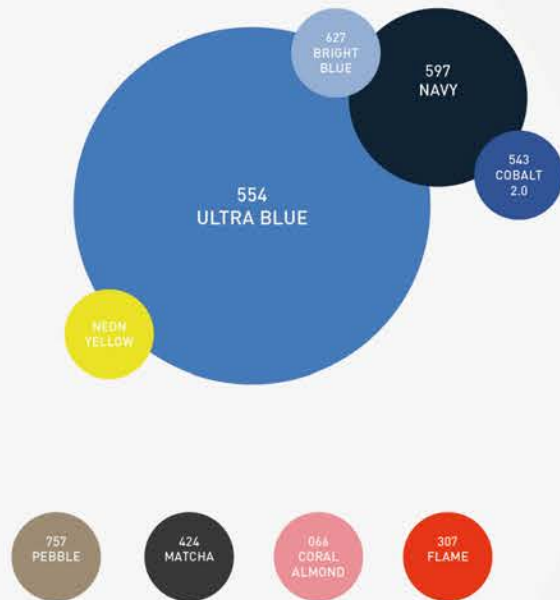 627
BRIGHT
BLUE
597
NAVY
543
COBALT
2.0
554
ULTRA BLUE
NEON
YELLOW
757
PEBBLE
424
MATCHA
066
CORAL
ALMOND
307
FLAME